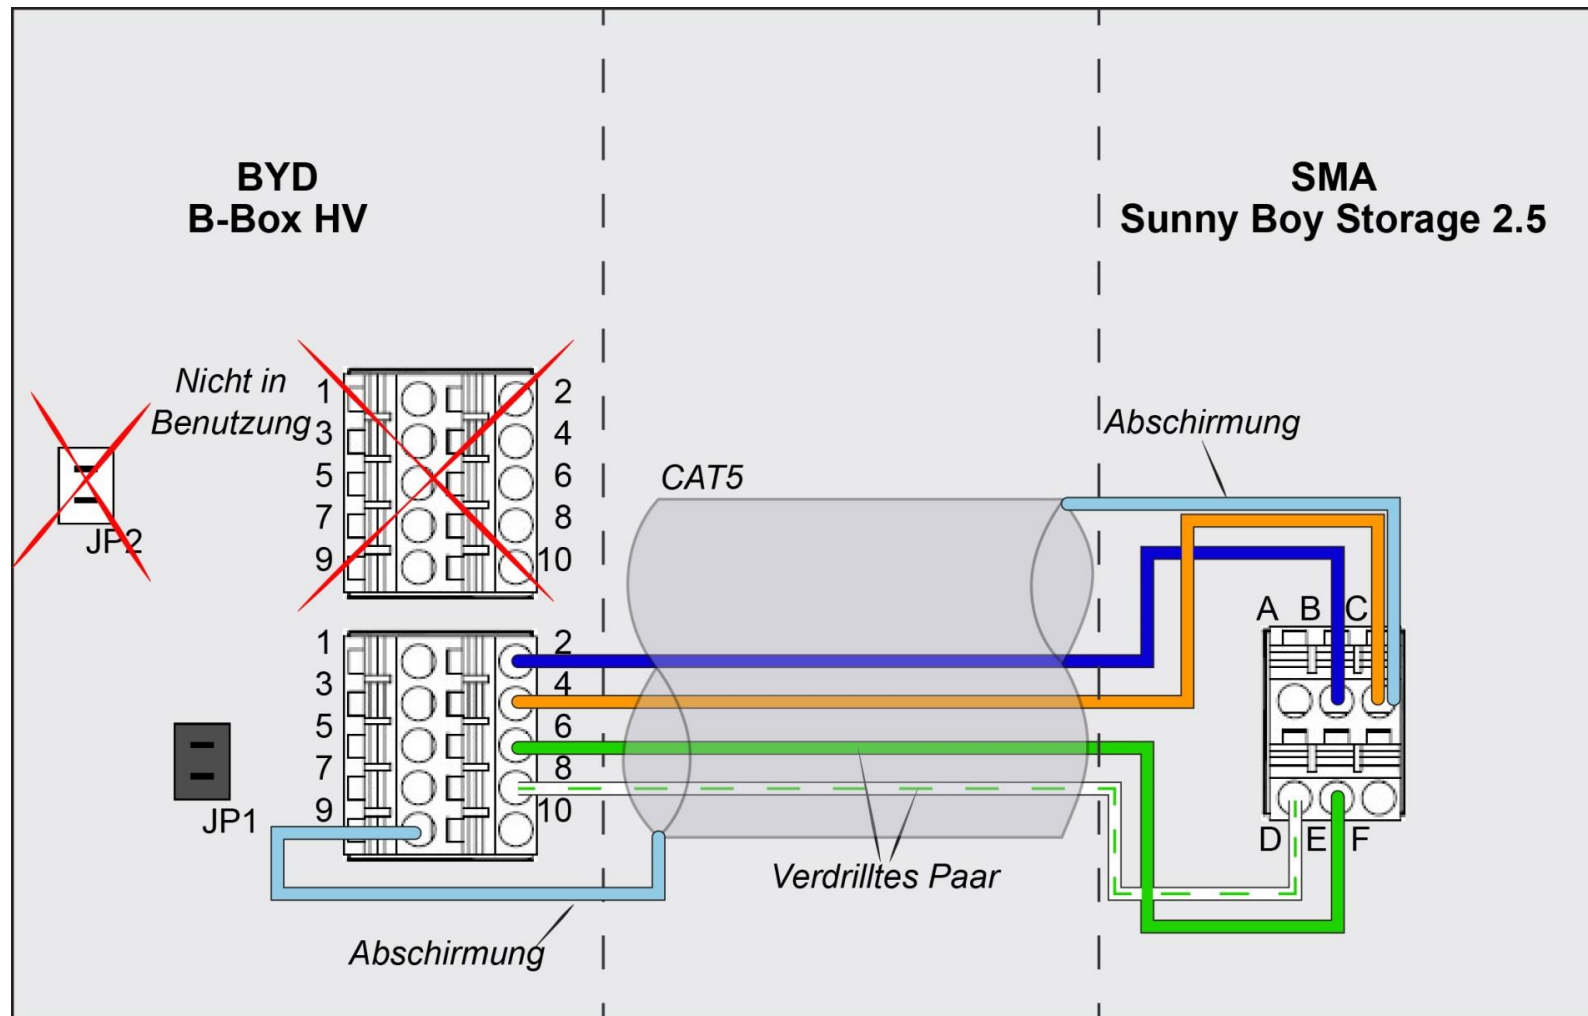 BYD
B-Box HV
SMA
Sunny Boy Storage 2.5
Nicht in
Benutzung
JP2
1 2
3 4
5 6
7 8
9 10
CAT5
Abschirmung
A B C
1 2
3 4
5 6
7 8
9 10
JP1
D E F
Verdrilltes Paar
Abschirmung